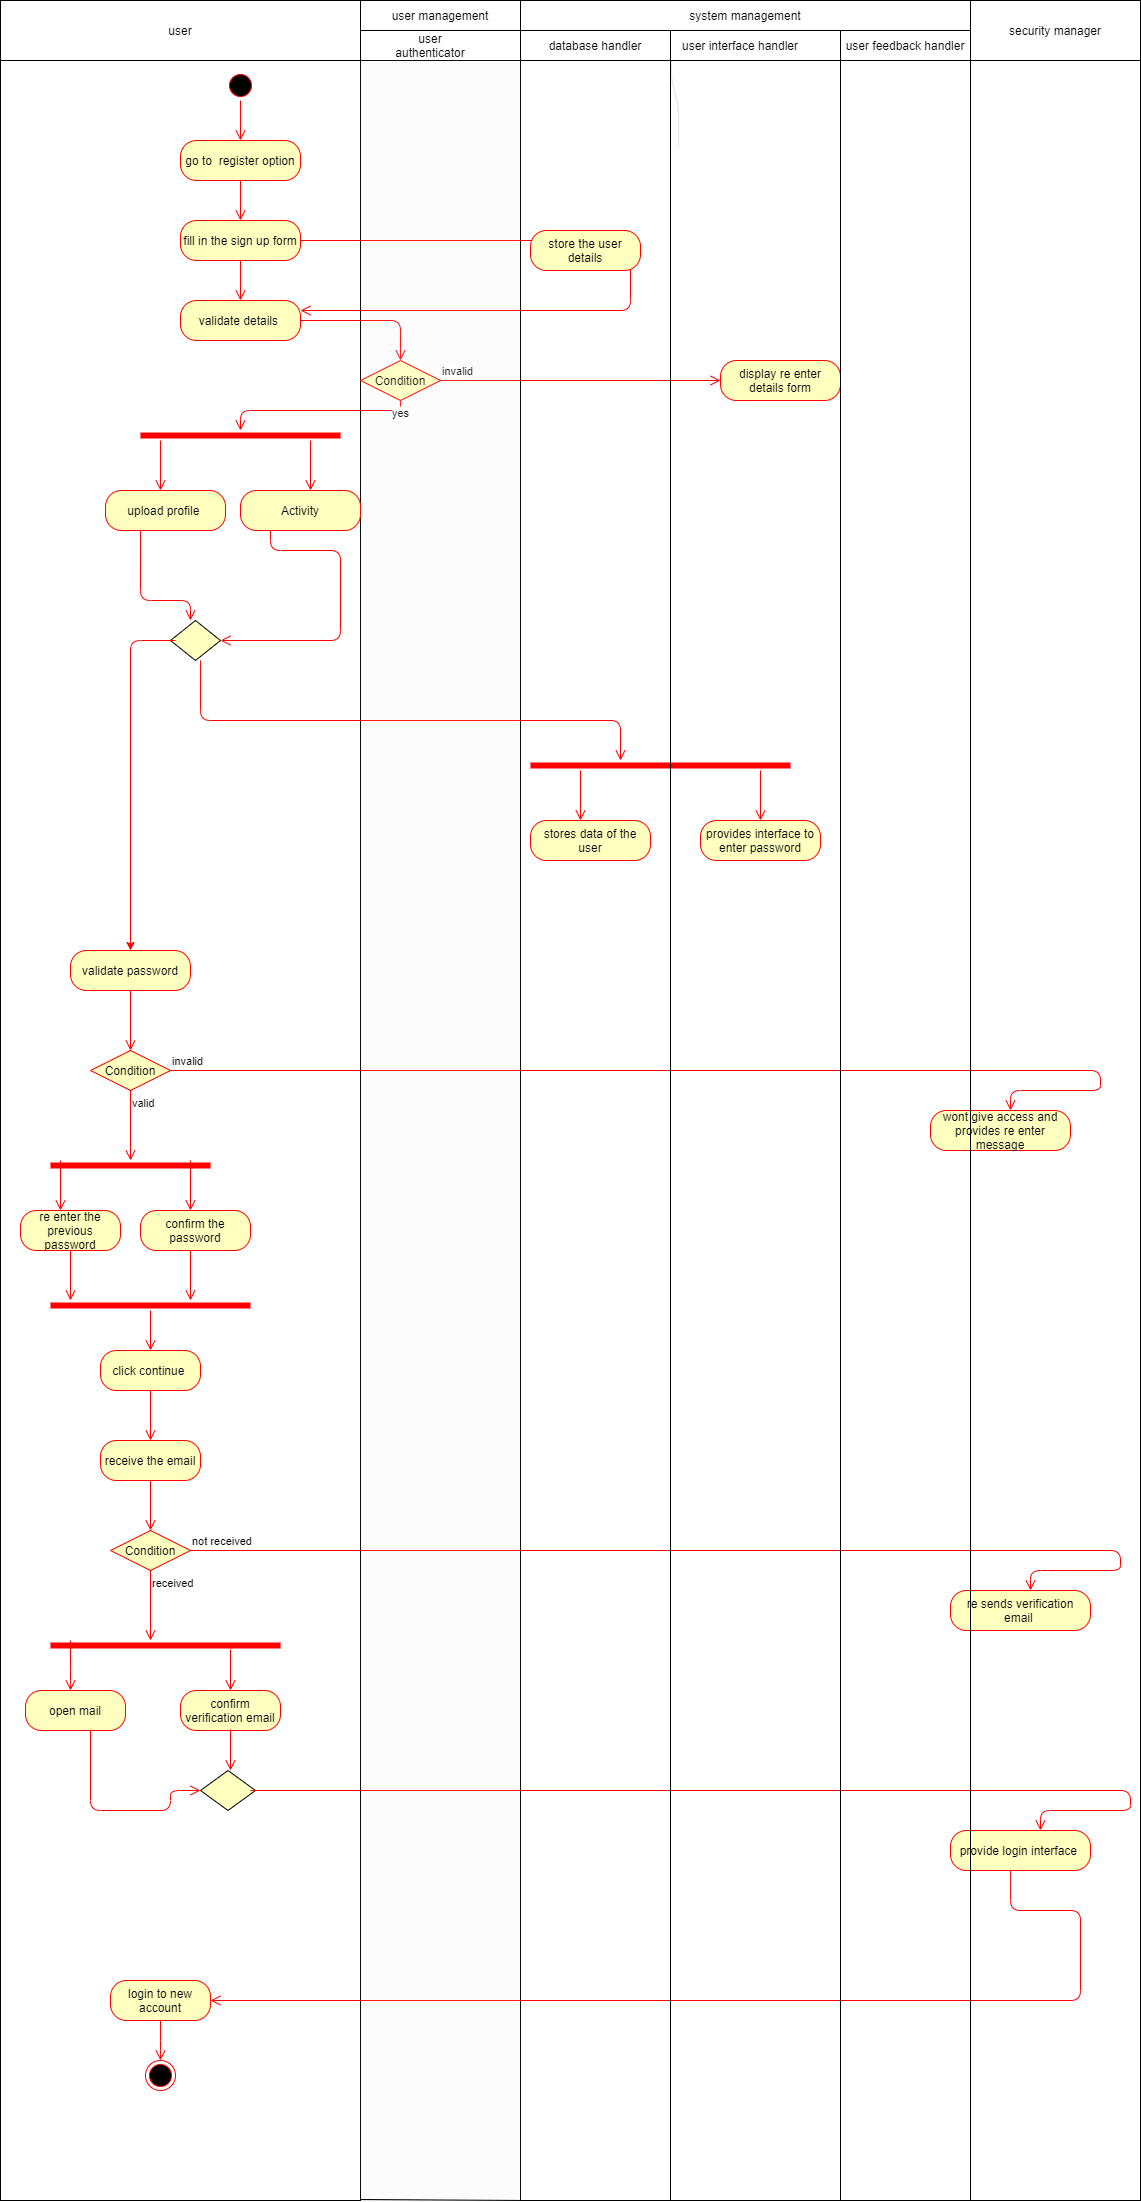 user
user management
system management
security manager
user
authenticator
database handler
user interface handler
user feedback handler
go to  register option
fill in the sign up form
store the user
details
validate details
Condition
invalid
display re enter
details form
yes
upload profile
Activity
stores data of the
user
provides interface to
enter password
validate password
Condition
invalid
valid
wont give access and
provides re enter
message
re enter the
previous
password
confirm the
password
click continue
receive the email
Condition
not received
received
re sends verification
email
open mail
confirm
verification email
provide login interface
login to new
account